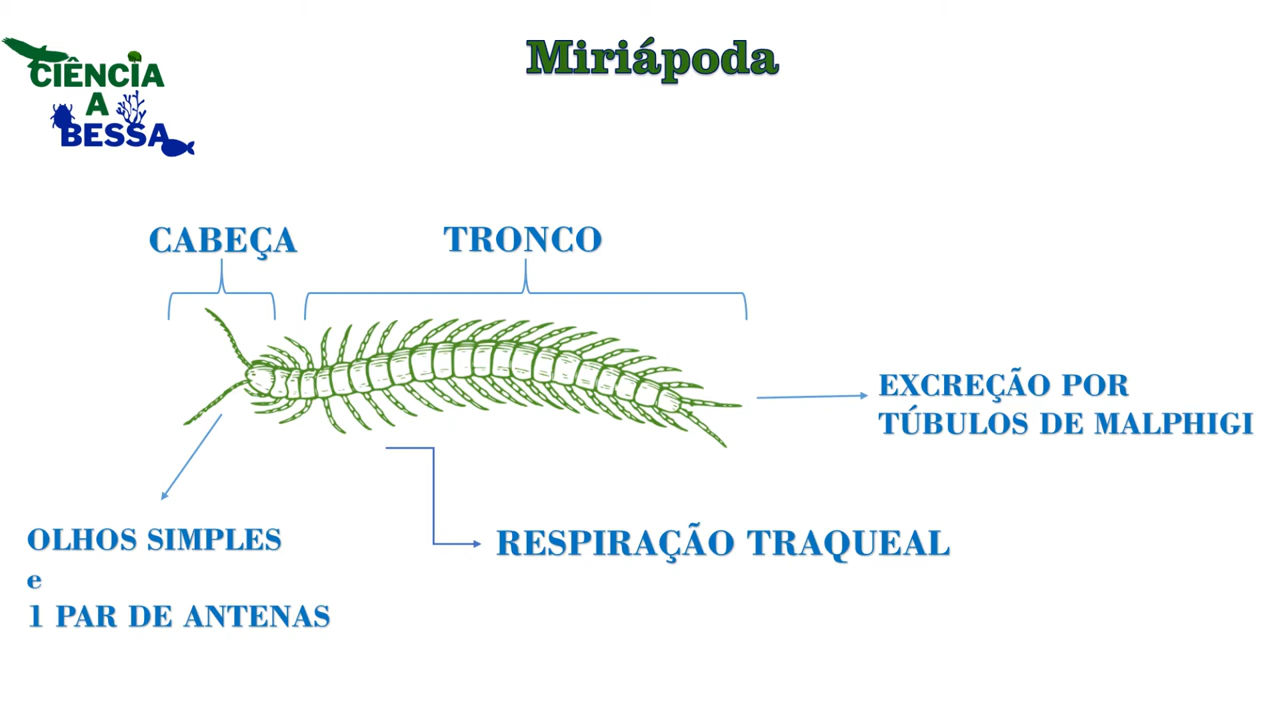 Miriápoda
CIÊNCIA
A
BESSA
CABEÇA
TRONCO
EXCREÇÃO POR
TÚBULOS DE MALPHIGI
OLHOS SIMPLES
e
1 PAR DE ANTENAS
RESPIRAÇÃO TRAQUEAL